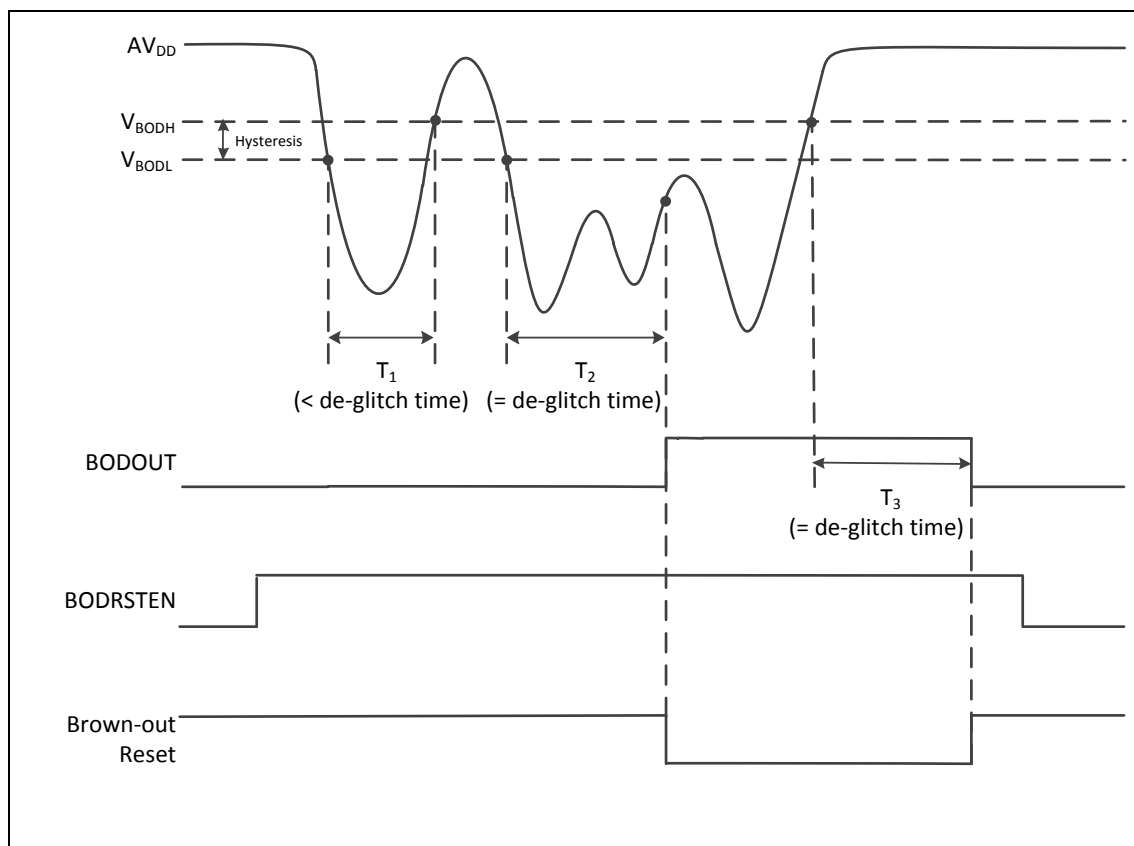 AVDD
VBODH
Hysteresis
VBODL
T1
(< de-glitch time)
T2
(= de-glitch time)
BODOUT
T3
(= de-glitch time)
BODRSTEN
Brown-out
Reset